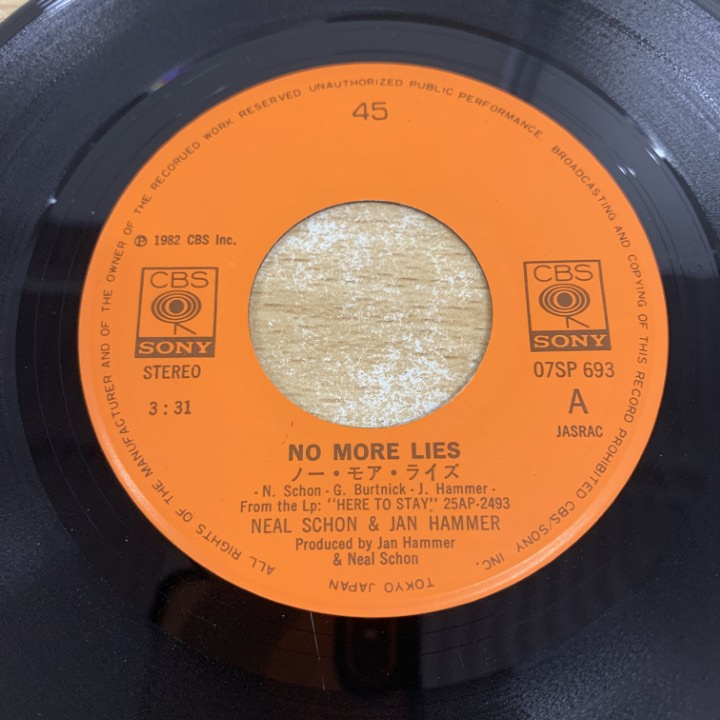 ALL RIGHTS OF THE MANUFACTURER AND OF THE OWNER OF THE RECORUED WORK RESERVED UNAUTHORIZED PUBLIC PERFORMANCE. BROADCASTING AND COPYING OF THIS RECORD PROHIBITED CBS/SONY INC.
TOKYO JAPAN
45
℗ 1982 CBS Inc.
CBS
SONY
STEREO
3:31
CBS
SONY
07SP 693
A
JASRAC
NO MORE LIES
ノー・モア・ライズ
- N. Schon - G. Burtnick - J. Hammer -
From the Lp: "HERE TO STAY" 25AP-2493
NEAL SCHON & JAN HAMMER
Produced by Jan Hammer
& Neal Schon